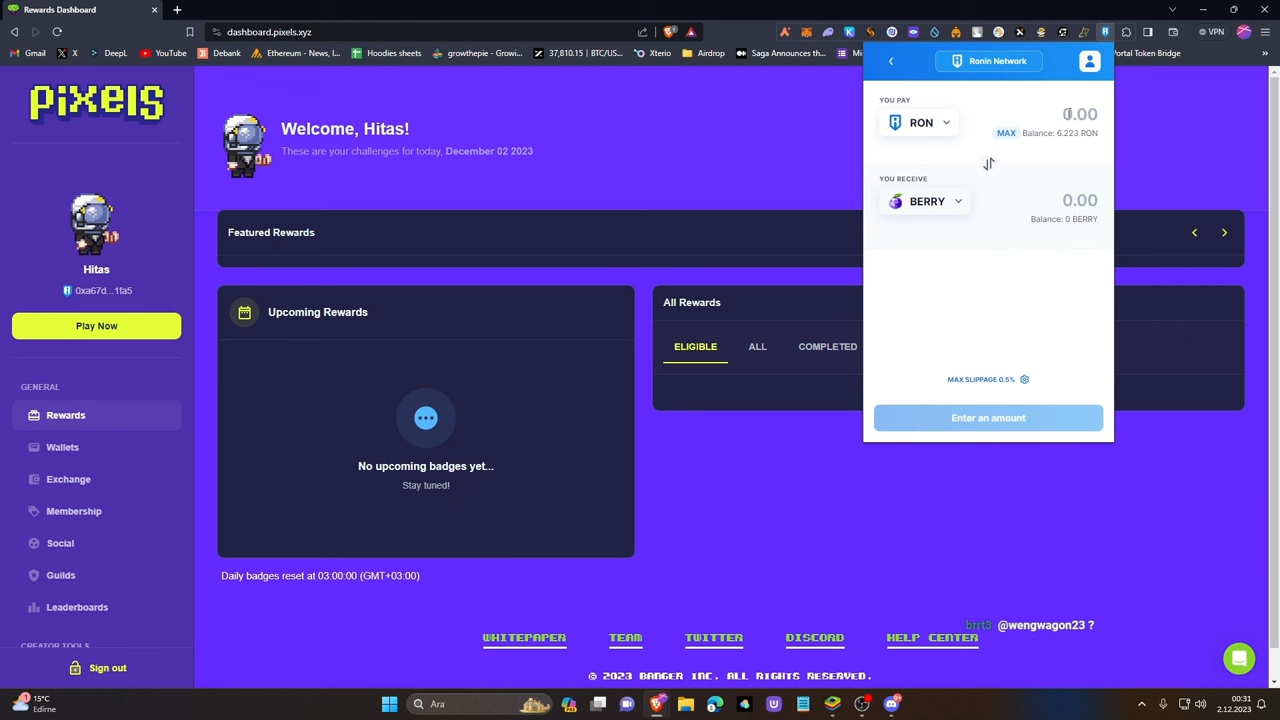 Rewards Dashboard
dashboard.pixels.xyz
VPN
Gmail
X
DeepL
YouTube
Debank
Ethereum - News, I...
Hoodies sheets
growthepie - Growi...
37,810.15 | BTC/US...
Xterio
Airdrop
Saga Announces th...
Mi
ortal Token Bridge
pixels
Hitas
0xa67d...1fa5
Play Now
GENERAL
Rewards
Wallets
Exchange
Membership
Social
Guilds
Leaderboards
CREATOR TOOLS
Sign out
Welcome, Hitas!
These are your challenges for today, December 02 2023
Featured Rewards
Upcoming Rewards
No upcoming badges yet...
Stay tuned!
All Rewards
ELIGIBLE
ALL
COMPLETED
Daily badges reset at 03:00:00 (GMT+03:00)
Ronin Network
YOU PAY
RON
0.00
MAX
Balance: 6.223 RON
YOU RECEIVE
BERRY
0.00
Balance: 0 BERRY
MAX SLIPPAGE 0.5%
Enter an amount
brrt3 @wengwagon23 ?
WHITEPAPER
TEAM
TWITTER
DISCORD
HELP CENTER
© 2023 BANGER INC. ALL RIGHTS RESERVED.
15°C
Edirne
Ara
00:31
2.12.2023